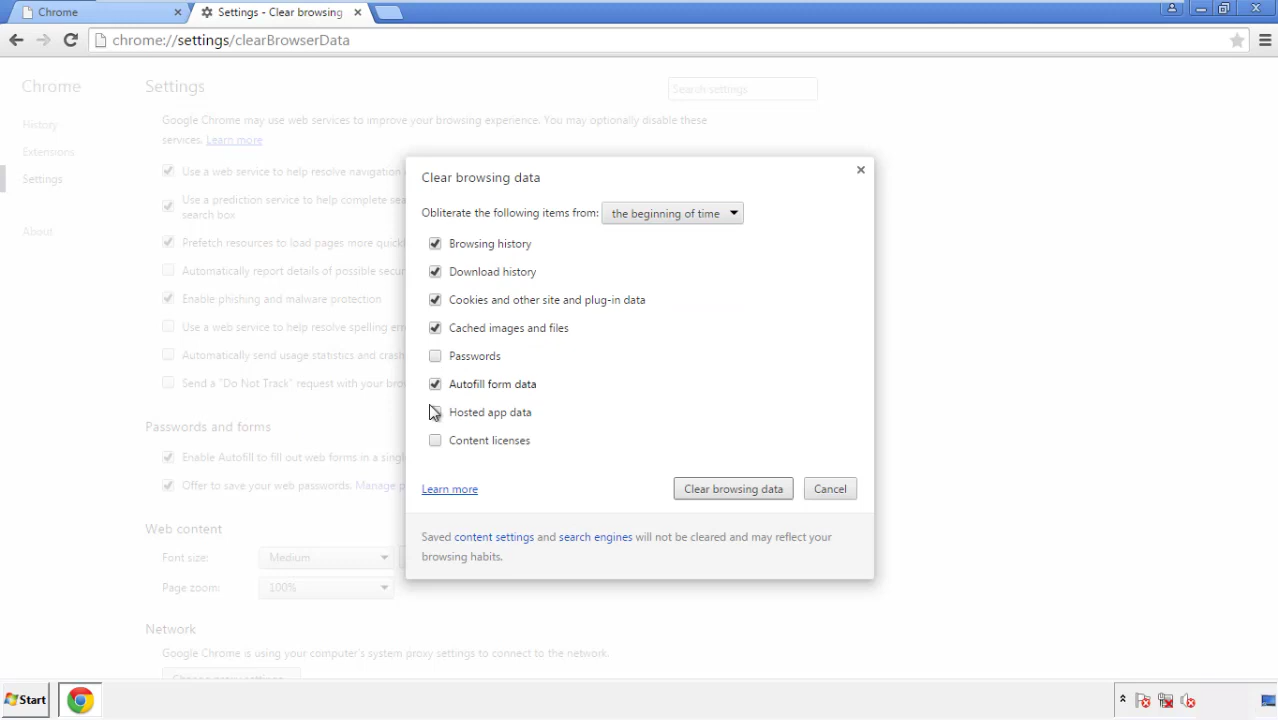 Chrome
Settings - Clear browsing
chrome://settings/clearBrowserData
Chrome
History
Extensions
Settings
About
Settings
Search settings
Google Chrome may use web services to improve your browsing experience. You may optionally disable these
services. Learn more
Use a web service to help resolve navigation
Use a prediction service to help complete
search box
Prefetch resources to load pages more quickly
Automatically report details of possible
Enable phishing and malware protection
Use a web service to help resolve spelling
Automatically send usage statistics and
Send a "Do Not Track" request with your
Passwords and forms
Enable Autofill to fill out web forms in a
Offer to save your web passwords. Manage
Web content
Font size:
Medium
Page zoom:
100%
Network
Google Chrome is using your computer's system proxy settings to connect to the network.
Clear browsing data
Obliterate the following items from:
the beginning of time
Browsing history
Download history
Cookies and other site and plug-in data
Cached images and files
Passwords
Autofill form data
Hosted app data
Content licenses
Learn more
Clear browsing data
Cancel
Saved content settings and search engines will not be cleared and may reflect your
browsing habits.
Start